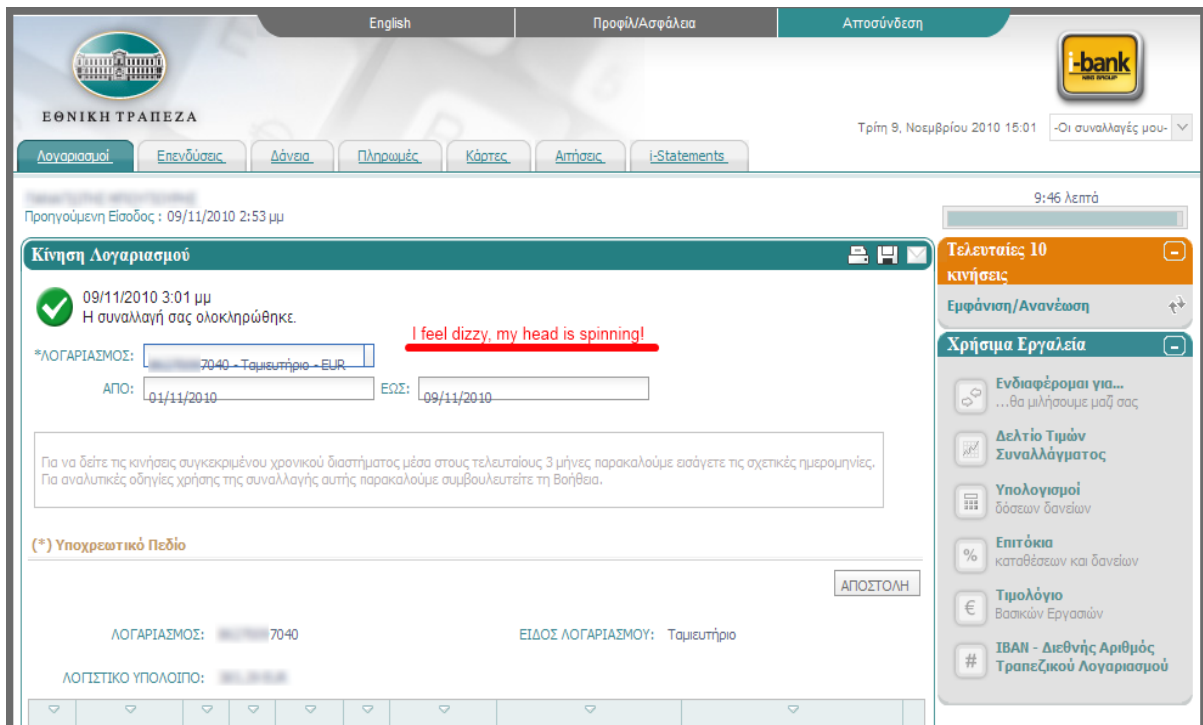 English
Προφίλ/Ασφάλεια
Αποσύνδεση
i-bank
NBG GROUP
ΕΘΝΙΚΗ ΤΡΑΠΕΖΑ
Τρίτη 9, Νοεμβρίου 2010 15:01
-Οι συναλλαγές μου-
Λογαριασμοί
Επενδύσεις
Δάνεια
Πληρωμές
Κάρτες
Αιτήσεις
i-Statements
Προηγούμενη Είσοδος : 09/11/2010 2:53 μμ
9:46 λεπτά
Κίνηση Λογαριασμού
09/11/2010 3:01 μμ
Η συναλλαγή σας ολοκληρώθηκε.
I feel dizzy, my head is spinning!
*ΛΟΓΑΡΙΑΣΜΟΣ: 7040 - Ταμιευτήριο - EUR
ΑΠΟ: 01/11/2010 ΕΩΣ: 09/11/2010
Για να δείτε τις κινήσεις συγκεκριμένου χρονικού διαστήματος μέσα στους τελευταίους 3 μήνες παρακαλούμε εισάγετε τις σχετικές ημερομηνίες.
Για αναλυτικές οδηγίες χρήσης της συναλλαγής αυτής παρακαλούμε συμβουλευτείτε τη Βοήθεια.
(*) Υποχρεωτικό Πεδίο
ΑΠΟΣΤΟΛΗ
ΛΟΓΑΡΙΑΣΜΟΣ: 7040 ΕΙΔΟΣ ΛΟΓΑΡΙΑΣΜΟΥ: Ταμιευτήριο
ΛΟΓΙΣΤΙΚΟ ΥΠΟΛΟΙΠΟ:
Τελευταίες 10
κινήσεις
Εμφάνιση/Ανανέωση
Χρήσιμα Εργαλεία
Ενδιαφέρομαι για...
...θα μιλήσουμε μαζί σας
Δελτίο Τιμών
Συναλλάγματος
Υπολογισμοί
δόσεων δανείων
%
Επιτόκια
καταθέσεων και δανείων
€
Τιμολόγιο
Βασικών Εργασιών
#
IBAN - Διεθνής Αριθμός
Τραπεζικού Λογαριασμού